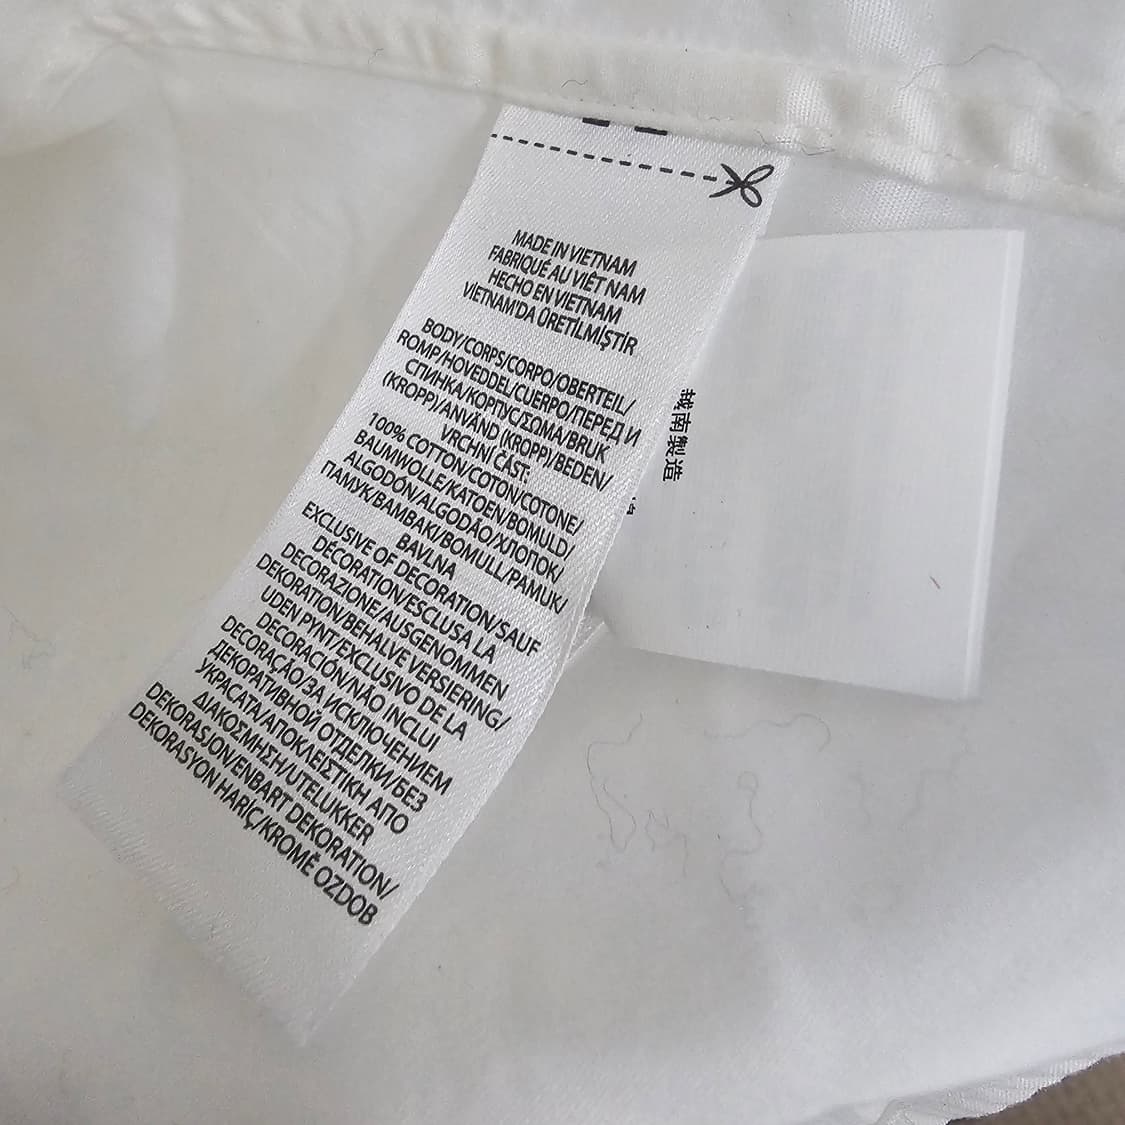 MADE IN VIETNAM
FABRIQUÉ AU VIÊT NAM
HECHO EN VIETNAM
VIETNAM'DA ÜRETİLMİŞTİR
BODY/CORPS/CORPO/OBERTEIL/
ROMP/HOVEDDEL/CUERPO/ПЕРЕД И
СПИНКА/КОРПУС/ΣΩΜΑ/BRUK
(KROPP)/ANVÄND (KROPP)/BEDEN/
VRCHNÍ ČÁST:
100% COTTON/COTON/COTONE/
BAUMWOLLE/KATOEN/BOMULD/
ALGODÓN/ALGODÃO/ХЛОПОК/
ПАМУК/ΒΑΜΒΑΚΙ/BOMULL/PAMUK/
BAVLNA
EXCLUSIVE OF DECORATION/SAUF
DÉCORATION/ESCLUSA LA
DECORAZIONE/AUSGENOMMEN
DEKORATION/BEHALVE VERSIERING/
UDEN PYNT/EXCLUSIVO DE LA
DECORACIÓN/NÃO INCLUI
DECORAÇÃO/ЗА ИСКЛЮЧЕНИЕМ
ДЕКОРАТИВНОЙ ОТДЕЛКИ/БЕЗ
УКРАСАТА/ΑΠΟΚΛΕΙΣΤΙΚΗ ΑΠΟ
ΔΙΑΚΟΣΜΗΣΗ/UTELUKKER
DEKORASJON/ENBART DEKORATION/
DEKORASYON HARİÇ/KROMĚ OZDOB
越南製造